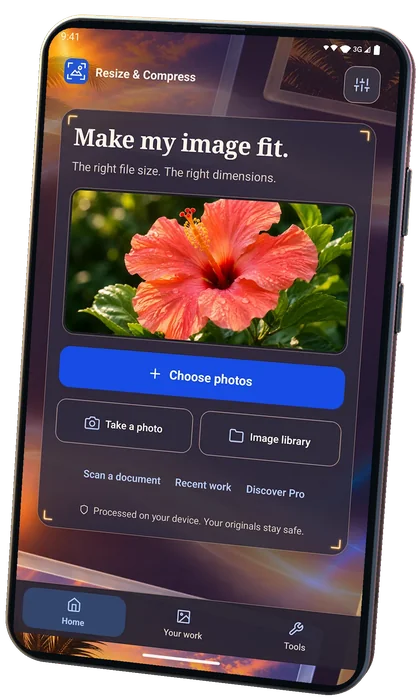 9:41
3G
Resize & Compress
Make my image fit.
The right file size. The right dimensions.
+ Choose photos
Take a photo
Image library
Scan a document
Recent work
Discover Pro
Processed on your device. Your originals stay safe.
Home
Your work
Tools